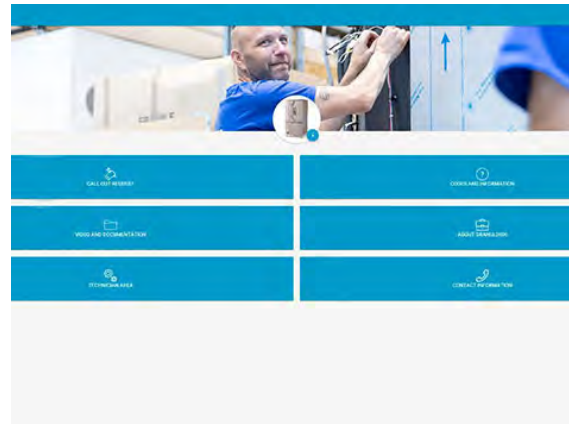 CALL OUT REQUEST
CODES AND INFORMATION
VIDEO AND DOCUMENTATION
ABOUT GRANULDISK
TECHNICIAN AREA
CONTACT INFORMATION